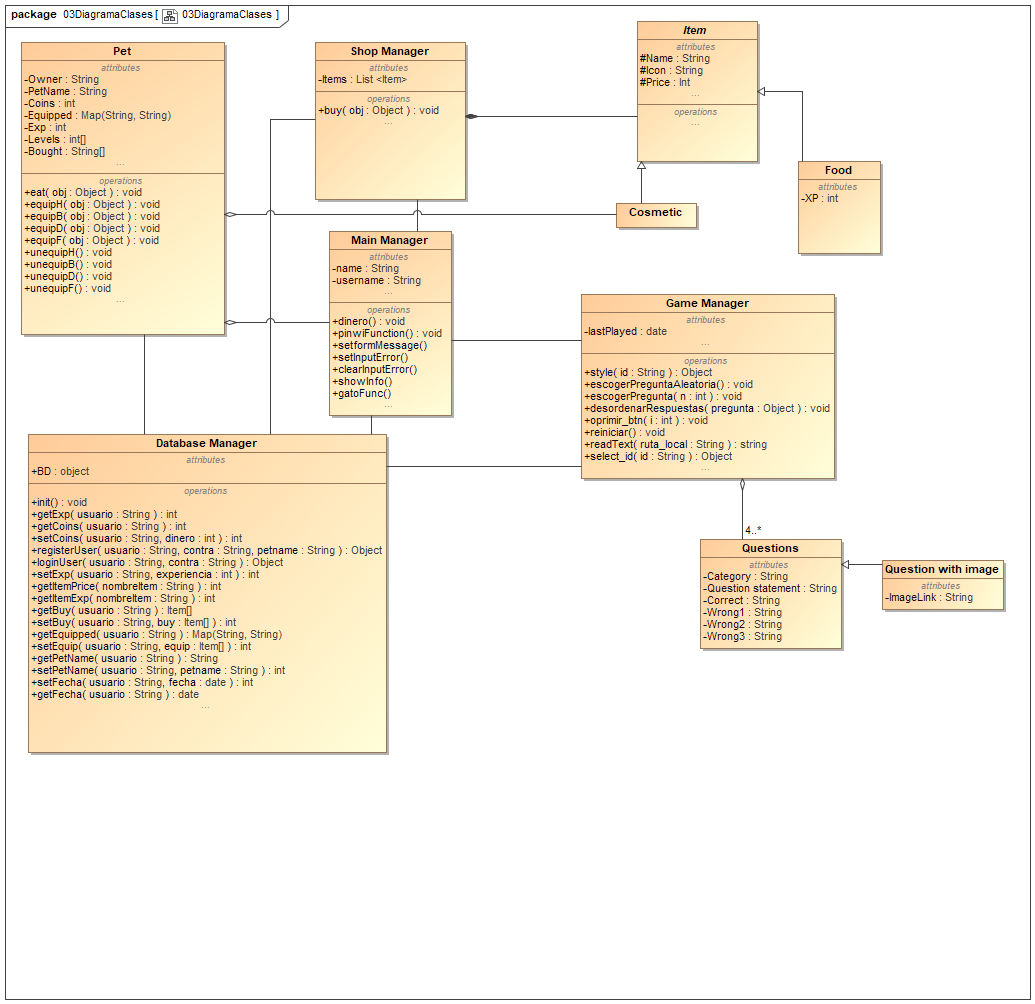 package 03DiagramaClases [ 03DiagramaClases ]
Pet
attributes
-Owner : String
-PetName : String
-Coins : int
-Equipped : Map(String, String)
-Exp : int
-Levels : int[]
-Bought : String[]
...
operations
+eat( obj : Object ) : void
+equipH( obj : Object ) : void
+equipB( obj : Object ) : void
+equipD( obj : Object ) : void
+equipF( obj : Object ) : void
+unequipH() : void
+unequipB() : void
+unequipD() : void
+unequipF() : void
...
Shop Manager
attributes
-Items : List <Item>
operations
+buy( obj : Object ) : void
...
Item
attributes
#Name : String
#Icon : String
#Price : Int
...
operations
...
Food
attributes
-XP : int
Cosmetic
Main Manager
attributes
-name : String
-username : String
...
operations
+dinero() : void
+pinwiFunction() : void
+setformMessage()
+setInputError()
+clearInputError()
+showInfo()
+gatoFunc()
...
Game Manager
attributes
-lastPlayed : date
...
operations
+style( id : String ) : Object
+escogerPreguntaAleatoria() : void
+escogerPregunta( n : int ) : void
+desordenarRespuestas( pregunta : Object ) : void
+oprimir_btn( i : int ) : void
+reiniciar() : void
+readText( ruta_local : String ) : string
+select_id( id : String ) : Object
...
Database Manager
attributes
+BD : object
operations
+init() : void
+getExp( usuario : String ) : int
+getCoins( usuario : String ) : int
+setCoins( usuario : String, dinero : int ) : int
+registerUser( usuario : String, contra : String, petname : String ) : Object
+loginUser( usuario : String, contra : String ) : Object
+setExp( usuario : String, experiencia : int ) : int
+getItemPrice( nombreItem : String ) : int
+getItemExp( nombreItem : String ) : int
+getBuy( usuario : String ) : Item[]
+setBuy( usuario : String, buy : Item[] ) : int
+getEquipped( usuario : String ) : Map(String, String)
+setEquip( usuario : String, equip : Item[] ) : int
+getPetName( usuario : String ) : String
+setPetName( usuario : String, petname : String ) : int
+setFecha( usuario : String, fecha : date ) : int
+getFecha( usuario : String ) : date
...
4..*
Questions
attributes
-Category : String
-Question statement : String
-Correct : String
-Wrong1 : String
-Wrong2 : String
-Wrong3 : String
Question with image
attributes
-ImageLink : String